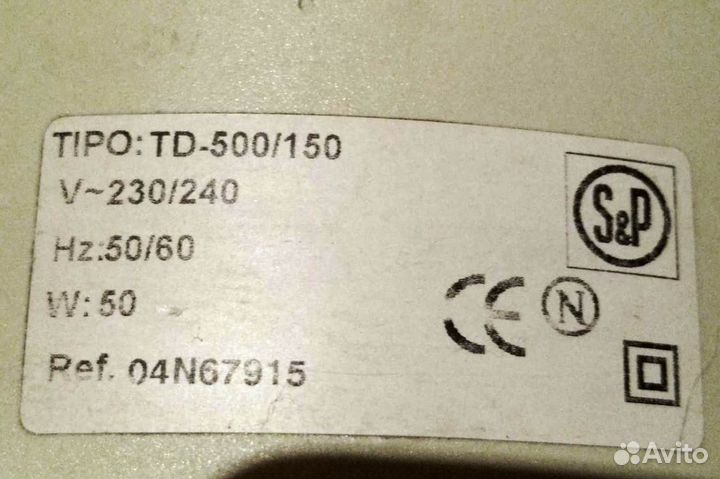 TIPO: TD-500/150
V~230/240
Hz:50/60
W: 50
Ref. 04N67915
S&P
CE
N
Avito